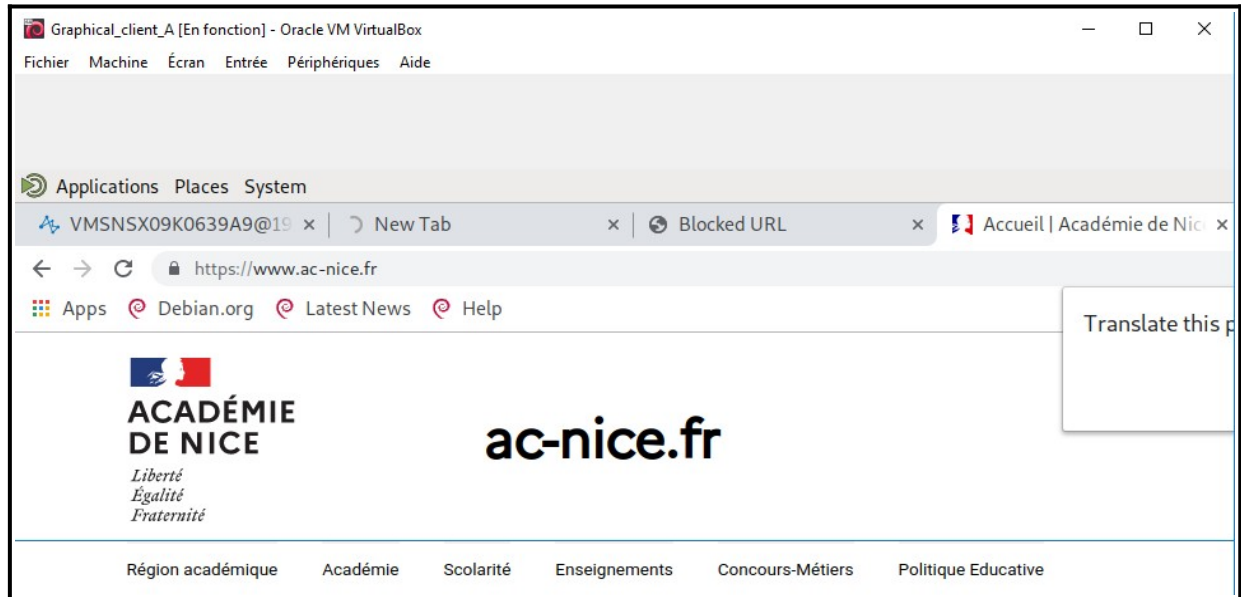 Graphical_client_A [En fonction] - Oracle VM VirtualBox
Fichier Machine Écran Entrée Périphériques Aide
Applications Places System
VMSNSX09K0639A9@19 New Tab Blocked URL Accueil | Académie de Nic
https://www.ac-nice.fr
Apps Debian.org Latest News Help
Translate this p
ACADÉMIE
DE NICE
Liberté
Égalité
Fraternité
ac-nice.fr
Région académique Académie Scolarité Enseignements Concours-Métiers Politique Educative